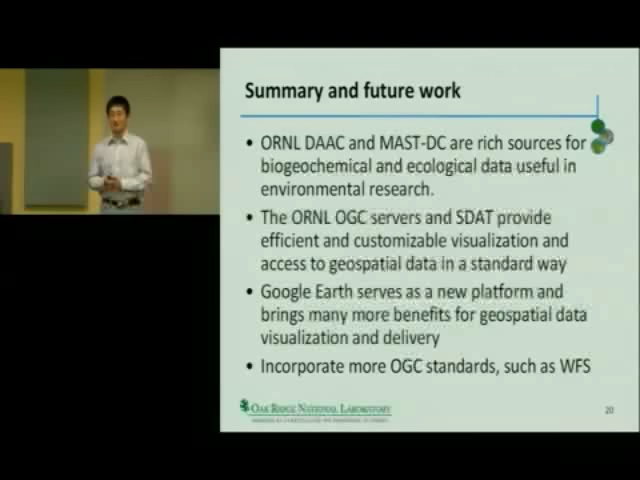 Summary and future work
• ORNL DAAC and MAST-DC are rich sources for
biogeochemical and ecological data useful in
environmental research.
• The ORNL OGC servers and SDAT provide
efficient and customizable visualization and
access to geospatial data in a standard way
• Google Earth serves as a new platform and
brings many more benefits for geospatial data
visualization and delivery
• Incorporate more OGC standards, such as WFS
OAK RIDGE NATIONAL LABORATORY
20